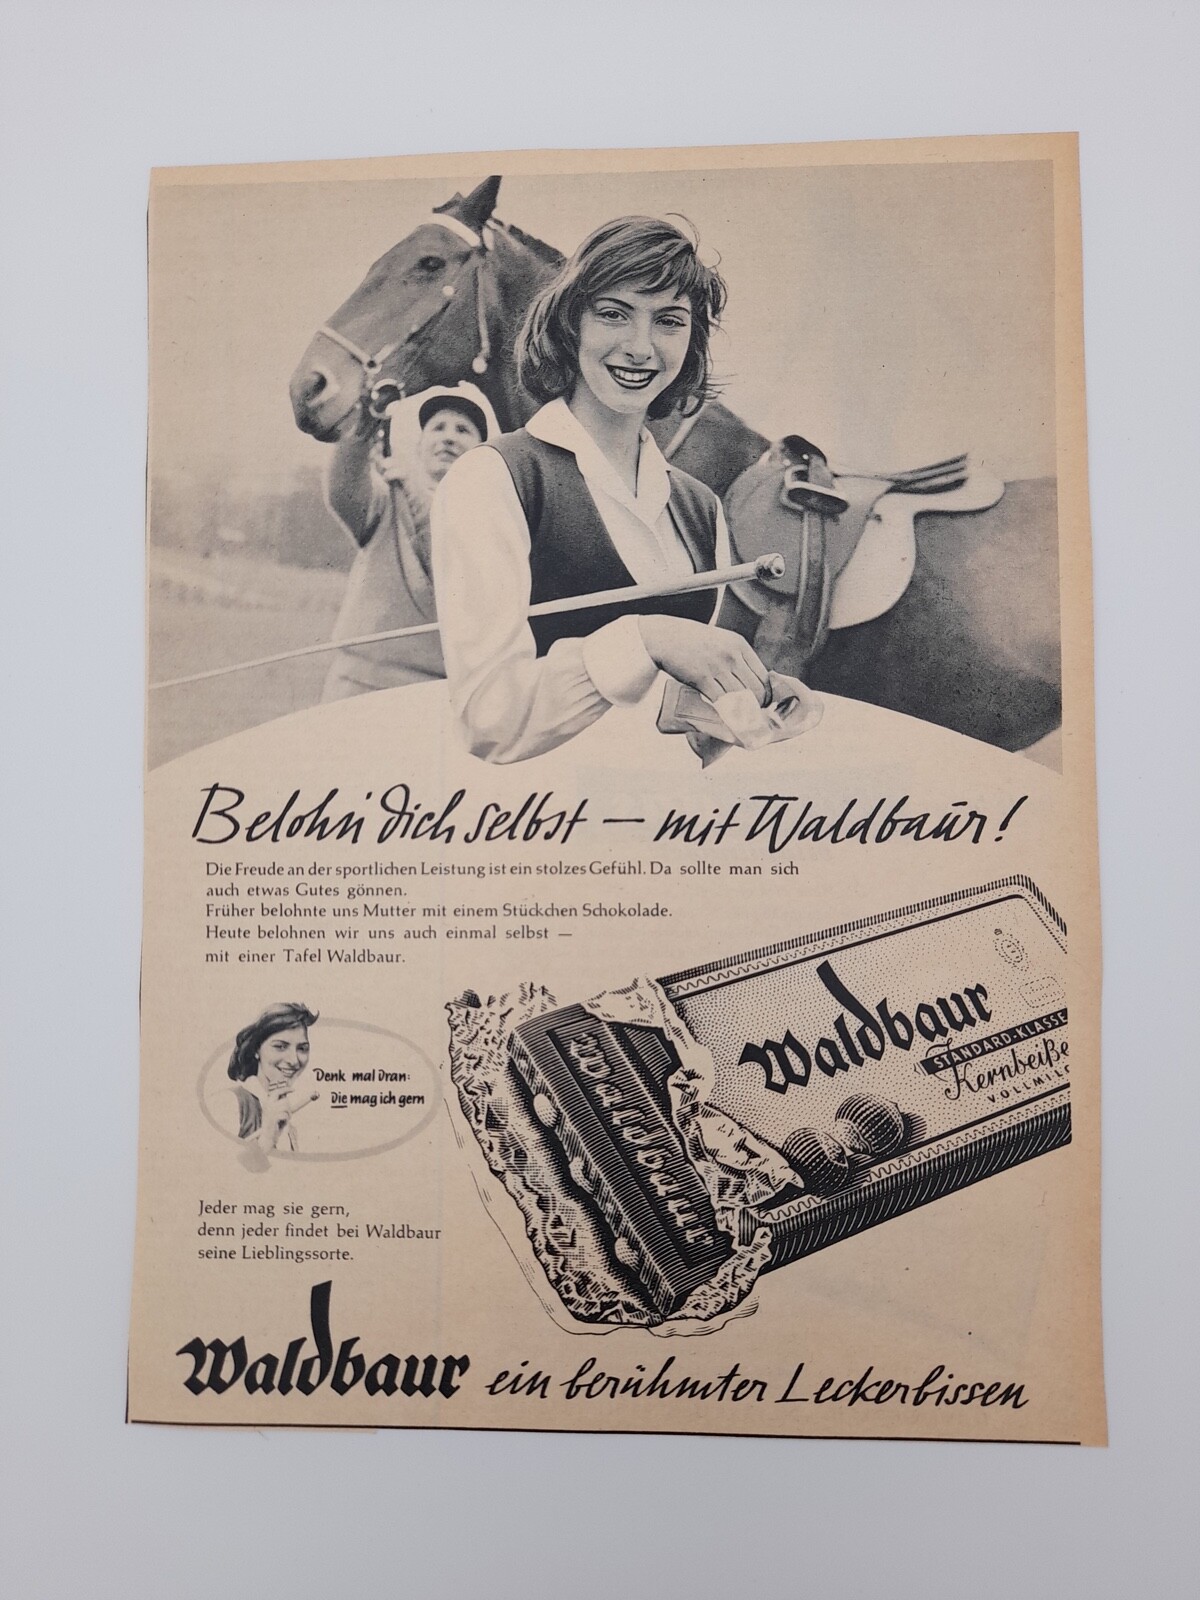 Belohn' dich selbst — mit Waldbaur!
Die Freude an der sportlichen Leistung ist ein stolzes Gefühl. Da sollte man sich
auch etwas Gutes gönnen.
Früher belohnte uns Mutter mit einem Stückchen Schokolade.
Heute belohnen wir uns auch einmal selbst —
mit einer Tafel Waldbaur.
Waldbaur
STANDARD-KLASSE
Kernbeiße
VOLLMILC
Waldbaur
Denk mal dran:
Die mag ich gern
Jeder mag sie gern,
denn jeder findet bei Waldbaur
seine Lieblingssorte.
Waldbaur ein berühmter Leckerbissen